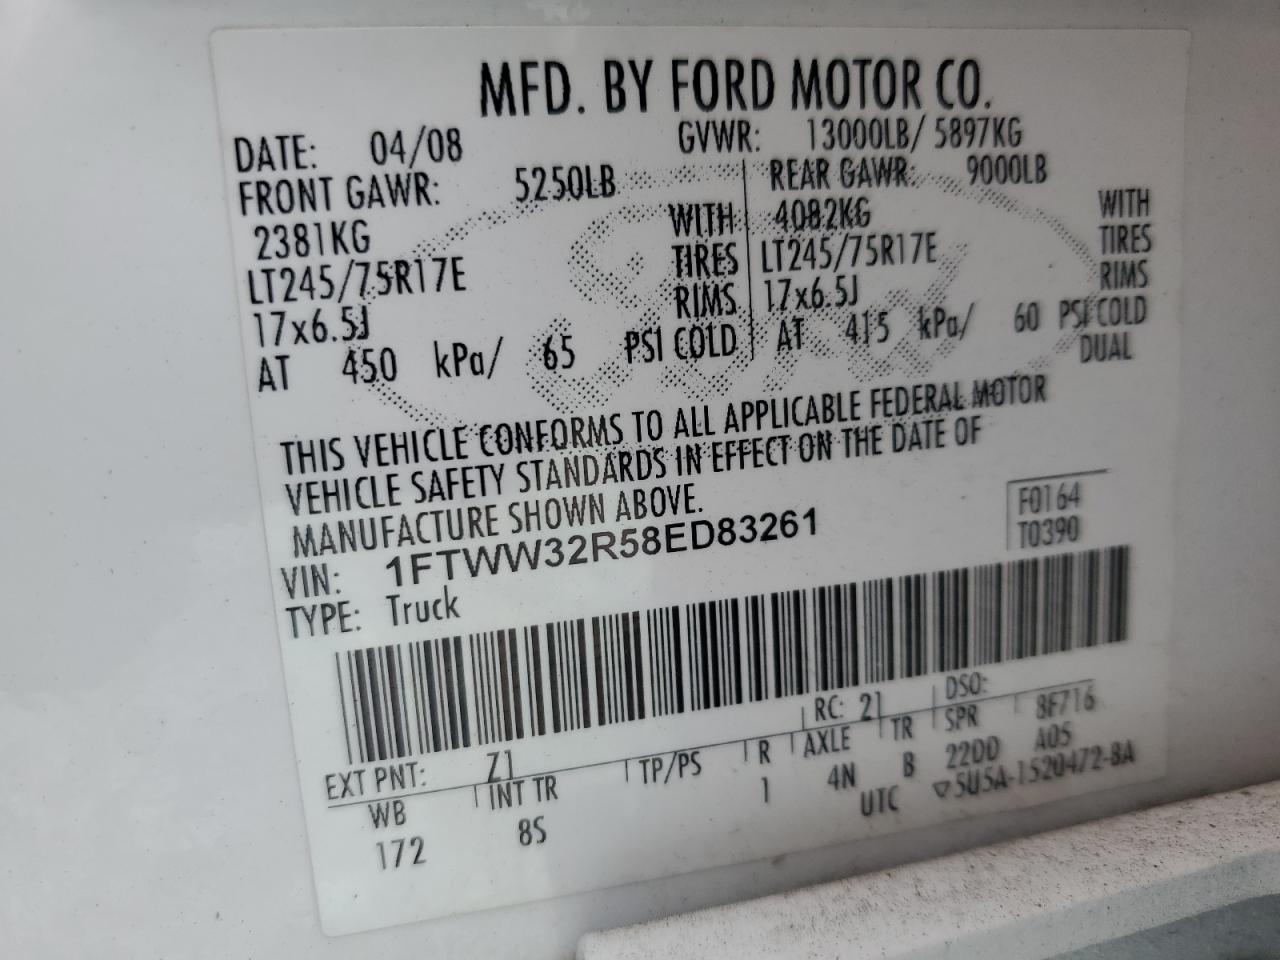 MFD. BY FORD MOTOR CO.
DATE: 04/08 GVWR: 13000LB/ 5897KG
FRONT GAWR: 5250LB REAR GAWR: 9000LB
2381KG WITH 4082KG WITH
LT245/75R17E TIRES LT245/75R17E TIRES
17x6.5J RIMS 17x6.5J RIMS
AT 450 kPa/ 65 PSI COLD AT 415 kPa/ 60 PSI COLD
DUAL
THIS VEHICLE CONFORMS TO ALL APPLICABLE FEDERAL MOTOR
VEHICLE SAFETY STANDARDS IN EFFECT ON THE DATE OF
MANUFACTURE SHOWN ABOVE.
VIN: 1FTWW32R58ED83261 F0164
TYPE: Truck T0390
EXT PNT: Z1 RC: 21 DSO:
WB INT TR TP/PS R AXLE TR SPR 8F716
172 8S 1 4N B 22DD A05
UTC ▽5U5A-1520472-BA